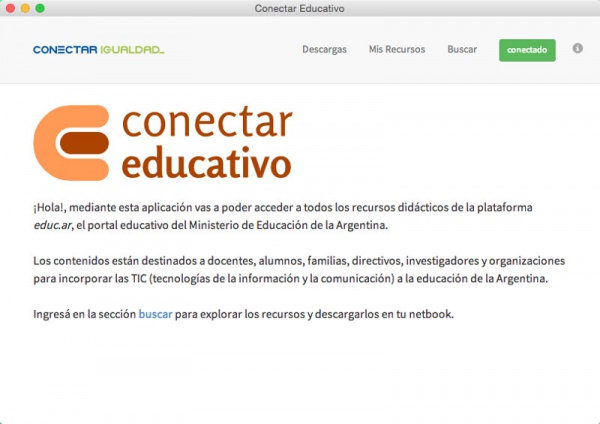 Conectar Educativo
CONECTAR IGUALDAD_
Descargas
Mis Recursos
Buscar
conectado
conectar
educativo
¡Hola!, mediante esta aplicación vas a poder acceder a todos los recursos didácticos de la plataforma
educ.ar, el portal educativo del Ministerio de Educación de la Argentina.
Los contenidos están destinados a docentes, alumnos, familias, directivos, investigadores y organizaciones
para incorporar las TIC (tecnologías de la información y la comunicación) a la educación de la Argentina.
Ingresá en la sección buscar para explorar los recursos y descargarlos en tu netbook.